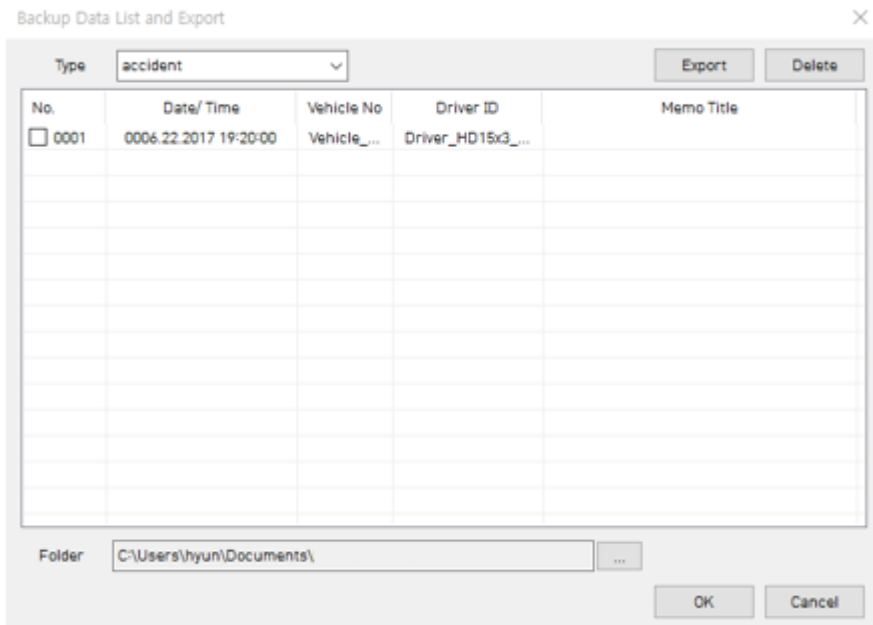 Backup Data List and Export
Type accident Export Delete
No. Date/ Time Vehicle No Driver ID Memo Title
0001 0006.22.2017 19:20:00 Vehicle_... Driver_HD15x3_...
Folder C:\Users\hyun\Documents\ ...
OK Cancel